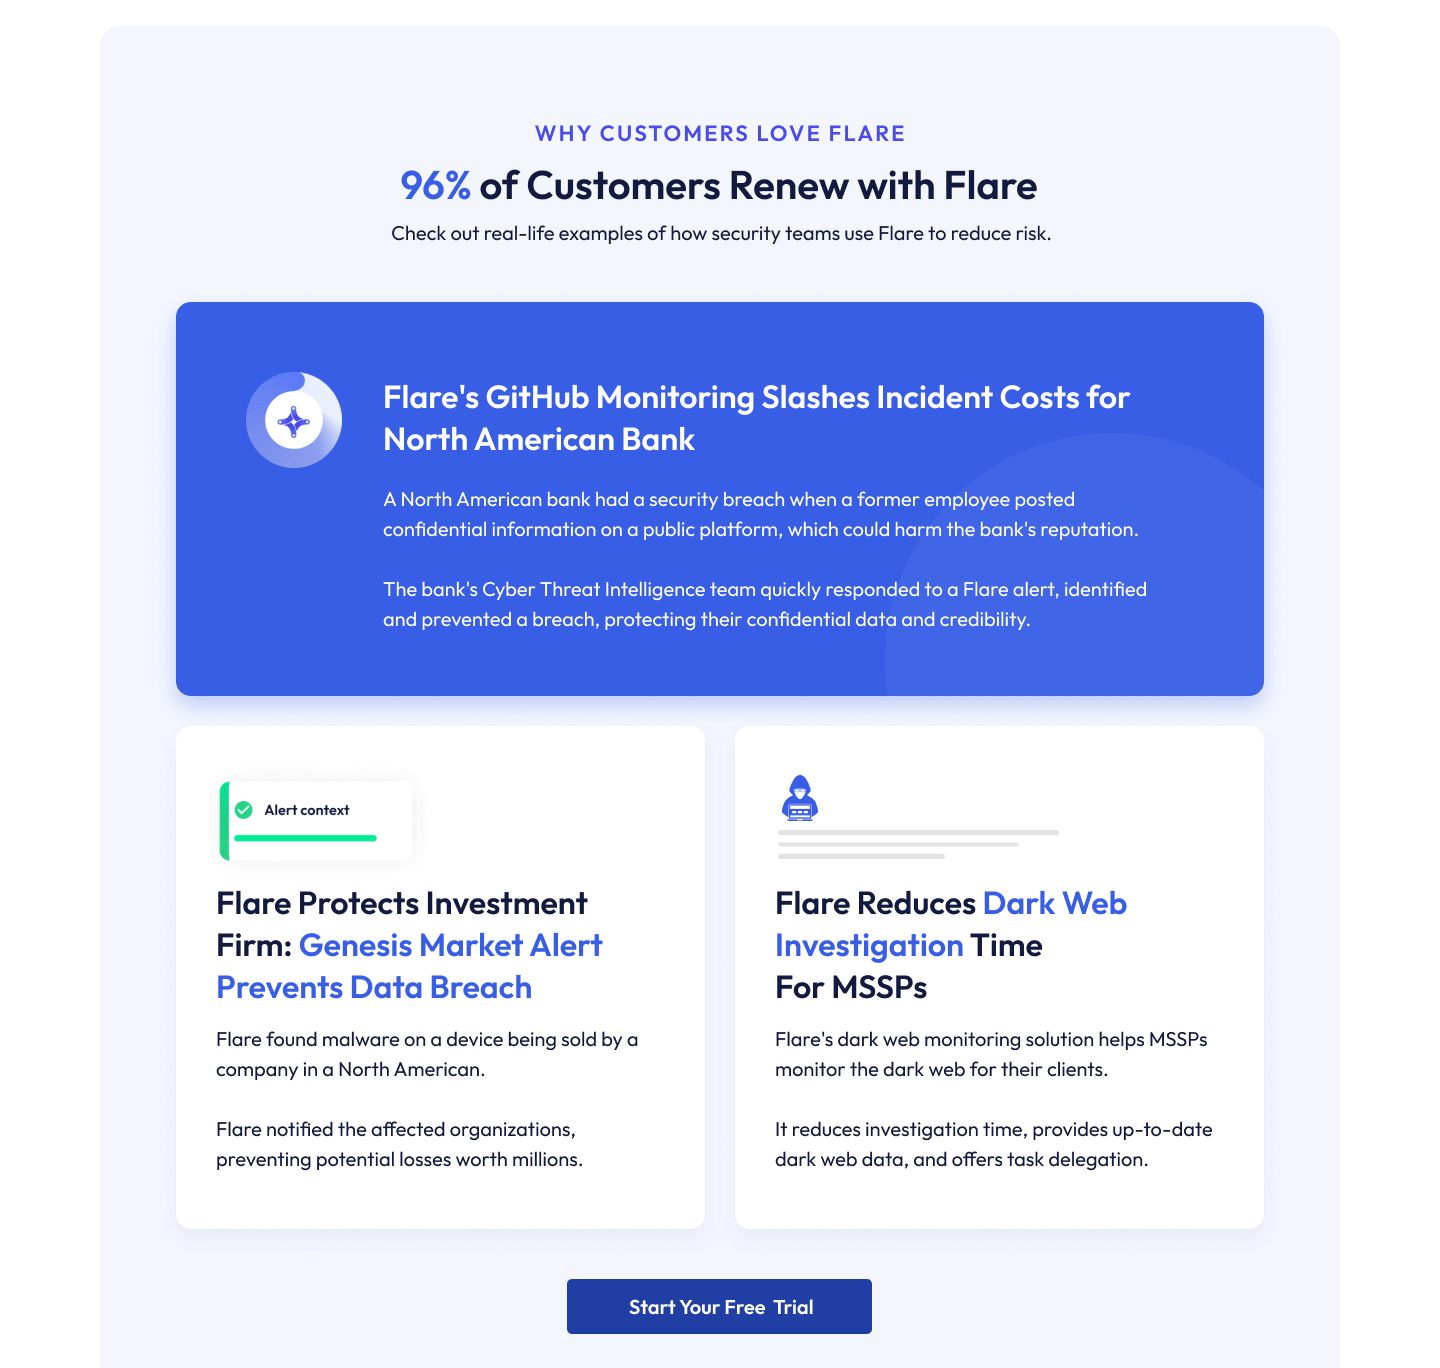 WHY CUSTOMERS LOVE FLARE
96% of Customers Renew with Flare
Check out real-life examples of how security teams use Flare to reduce risk.
Flare's GitHub Monitoring Slashes Incident Costs for
North American Bank
A North American bank had a security breach when a former employee posted
confidential information on a public platform, which could harm the bank's reputation.
The bank's Cyber Threat Intelligence team quickly responded to a Flare alert, identified
and prevented a breach, protecting their confidential data and credibility.
Alert context
Flare Protects Investment
Firm: Genesis Market Alert
Prevents Data Breach
Flare found malware on a device being sold by a
company in a North American.
Flare notified the affected organizations,
preventing potential losses worth millions.
Flare Reduces Dark Web
Investigation Time
For MSSPs
Flare's dark web monitoring solution helps MSSPs
monitor the dark web for their clients.
It reduces investigation time, provides up-to-date
dark web data, and offers task delegation.
Start Your Free Trial